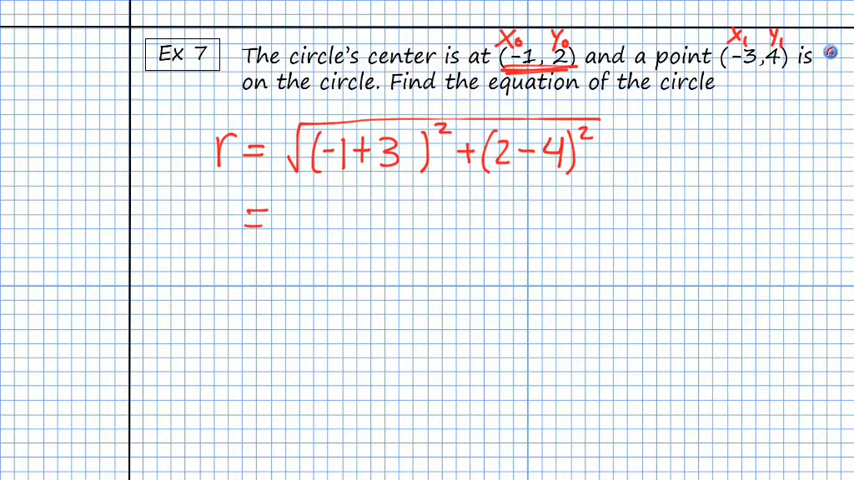 X₀ Y₀ X₁ Y₁
Ex 7 The circle's center is at (-1, 2) and a point (-3,4) is
on the circle. Find the equation of the circle
r = √((-1+3 )² + (2-4)²)
=